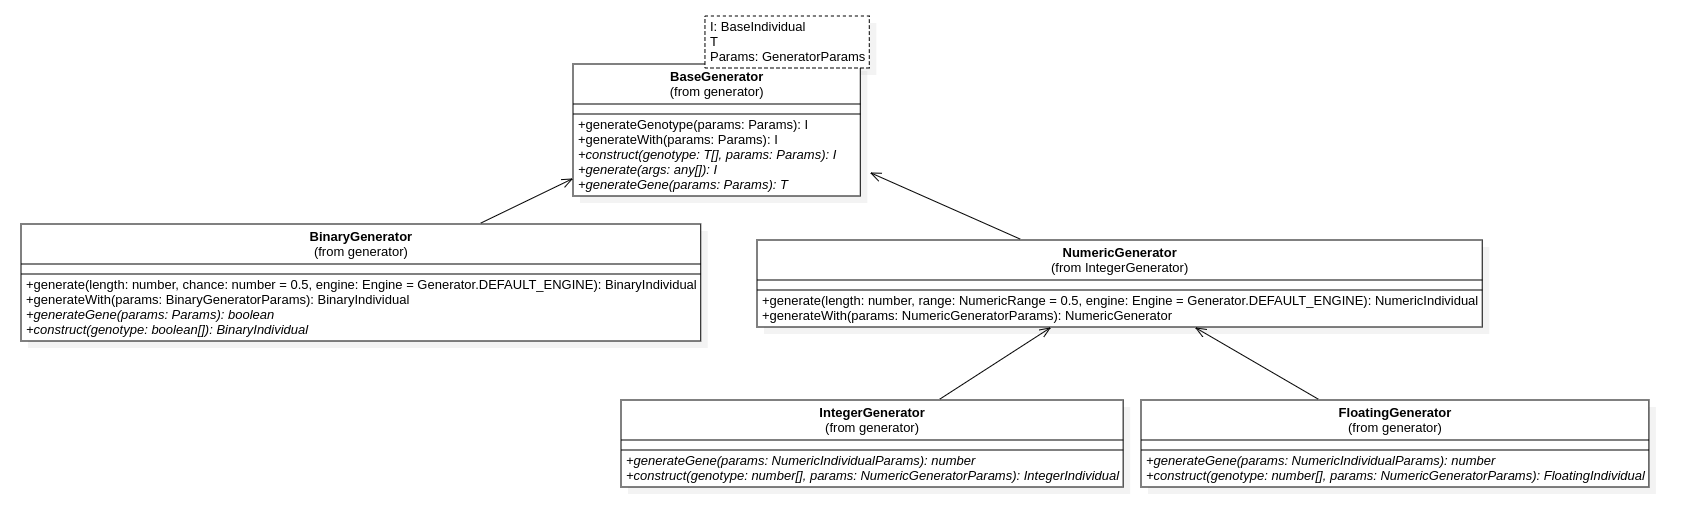 I: BaseIndividual
T
Params: GeneratorParams
BaseGenerator
(from generator)
+generateGenotype(params: Params): I
+generateWith(params: Params): I
+construct(genotype: T[], params: Params): I
+generate(args: any[]): I
+generateGene(params: Params): T
BinaryGenerator
(from generator)
+generate(length: number, chance: number = 0.5, engine: Engine = Generator.DEFAULT_ENGINE): BinaryIndividual
+generateWith(params: BinaryGeneratorParams): BinaryIndividual
+generateGene(params: Params): boolean
+construct(genotype: boolean[]): BinaryIndividual
NumericGenerator
(from IntegerGenerator)
+generate(length: number, range: NumericRange = 0.5, engine: Engine = Generator.DEFAULT_ENGINE): NumericIndividual
+generateWith(params: NumericGeneratorParams): NumericGenerator
IntegerGenerator
(from generator)
+generateGene(params: NumericIndividualParams): number
+construct(genotype: number[], params: NumericGeneratorParams): IntegerIndividual
FloatingGenerator
(from generator)
+generateGene(params: NumericIndividualParams): number
+construct(genotype: number[], params: NumericGeneratorParams): FloatingIndividual